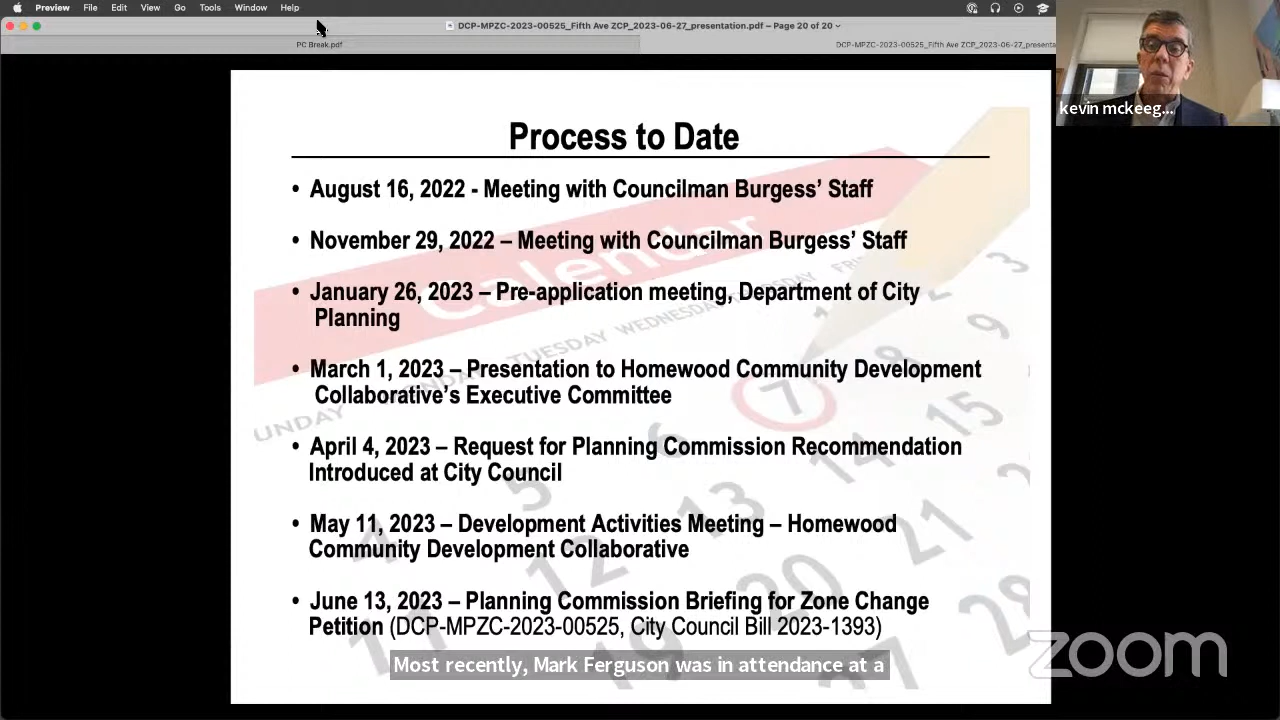 Preview File Edit View Go Tools Window Help
DCP-MPZC-2023-00525_Fifth Ave ZCP_2023-06-27_presentation.pdf – Page 20 of 20
PC Break.pdf
DCP-MPZC-2023-00525_Fifth Ave ZCP_2023-06-27_presenta
kevin mckeeg...
Process to Date
• August 16, 2022 - Meeting with Councilman Burgess’ Staff
• November 29, 2022 – Meeting with Councilman Burgess’ Staff
• January 26, 2023 – Pre-application meeting, Department of City
Planning
• March 1, 2023 – Presentation to Homewood Community Development
Collaborative’s Executive Committee
• April 4, 2023 – Request for Planning Commission Recommendation
Introduced at City Council
• May 11, 2023 – Development Activities Meeting – Homewood
Community Development Collaborative
• June 13, 2023 – Planning Commission Briefing for Zone Change
Petition (DCP-MPZC-2023-00525, City Council Bill 2023-1393)
Calendar
UNDAY TUESDAY WEDNESDAY THURSDAY
Most recently, Mark Ferguson was in attendance at a
zoom